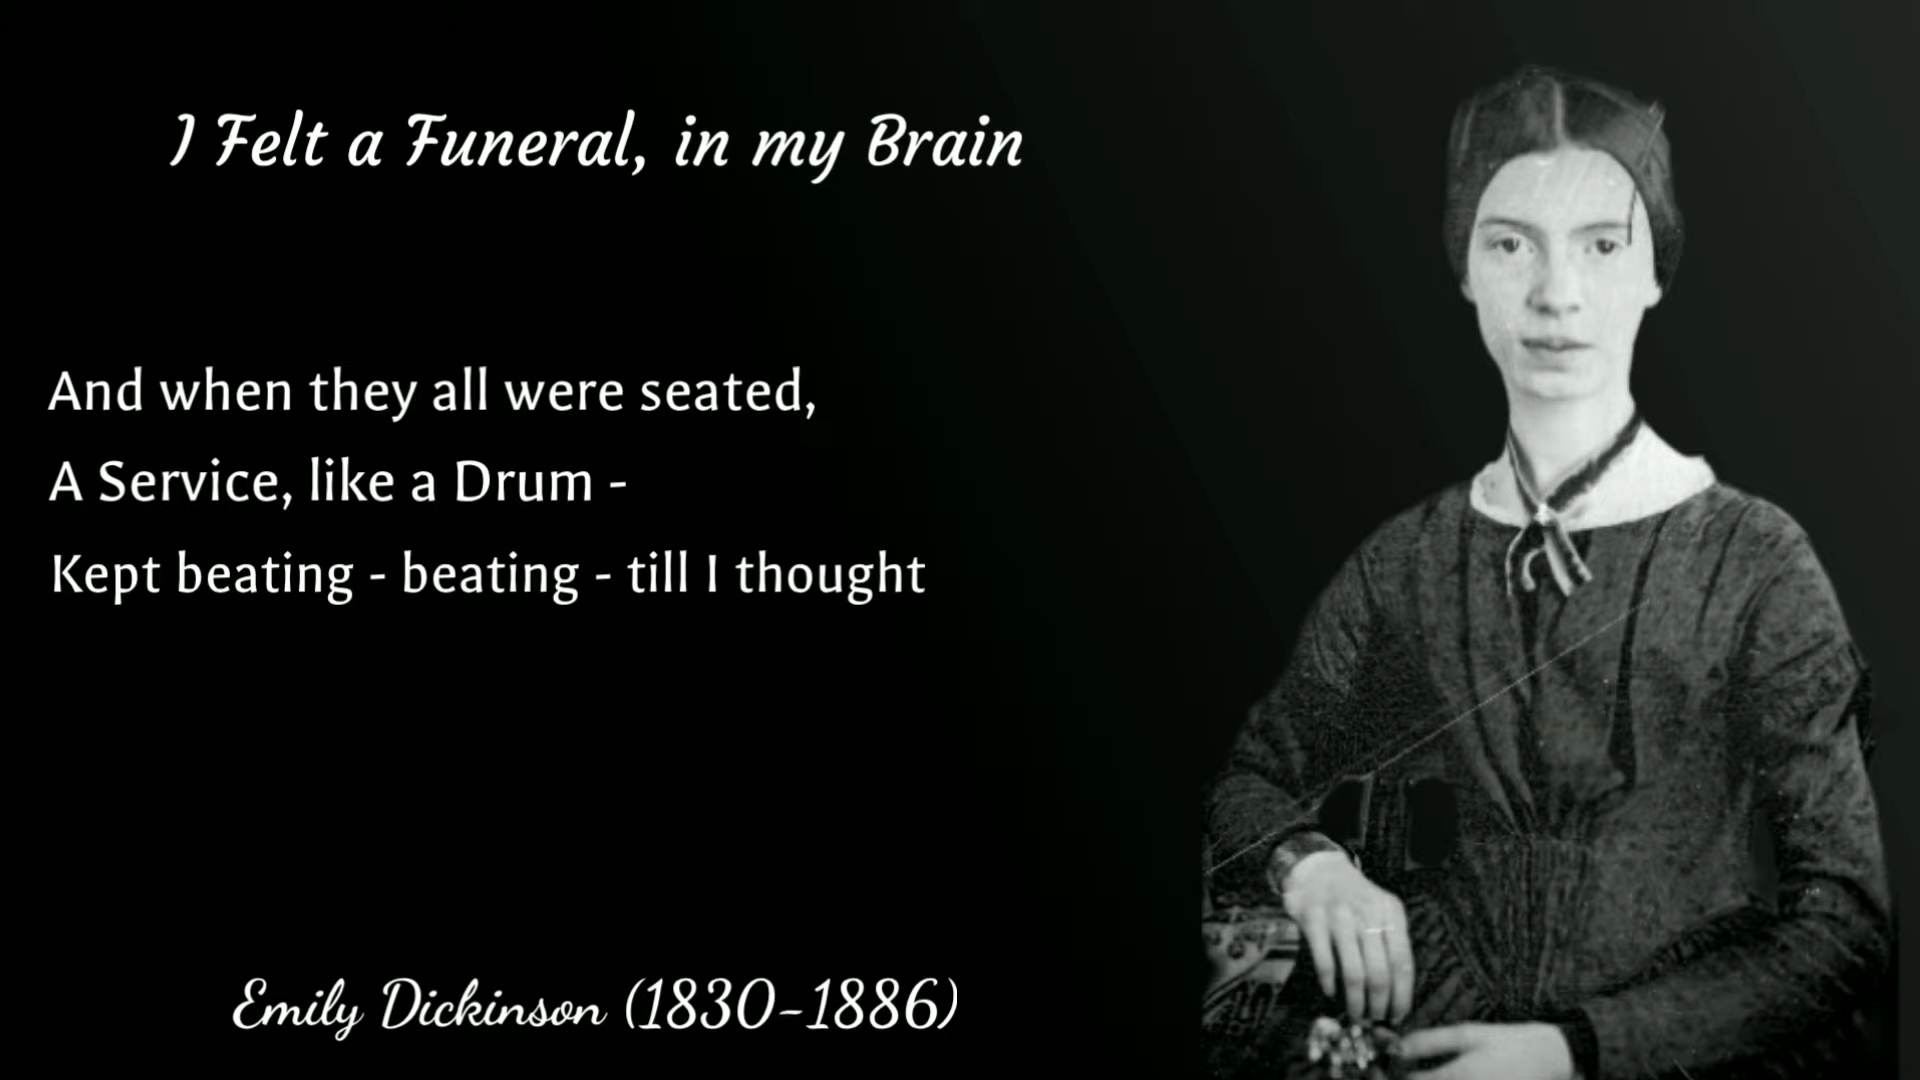 I Felt a Funeral, in my Brain
And when they all were seated,
A Service, like a Drum -
Kept beating - beating - till I thought
Emily Dickinson (1830-1886)